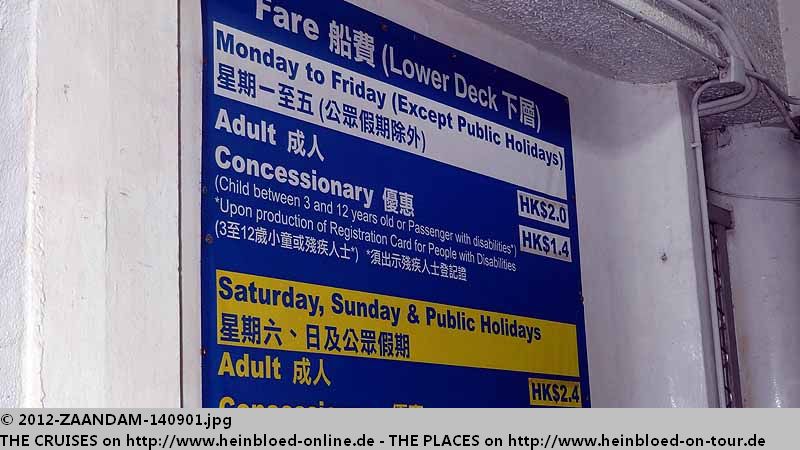 Fare 船費 (Lower Deck 下層)
Monday to Friday (Except Public Holidays)
星期一至五 (公眾假期除外)
Adult 成人 HK$2.0
Concessionary 優惠 HK$1.4
(Child between 3 and 12 years old or Passenger with disabilities*)
*Upon production of Registration Card for People with Disabilities
(3至12歲小童或殘疾人士*) *須出示殘疾人士登記證
Saturday, Sunday & Public Holidays
星期六、日及公眾假期
Adult 成人 HK$2.4
© 2012-ZAANDAM-140901.jpg
THE CRUISES on http://www.heinbloed-online.de - THE PLACES on http://www.heinbloed-on-tour.de